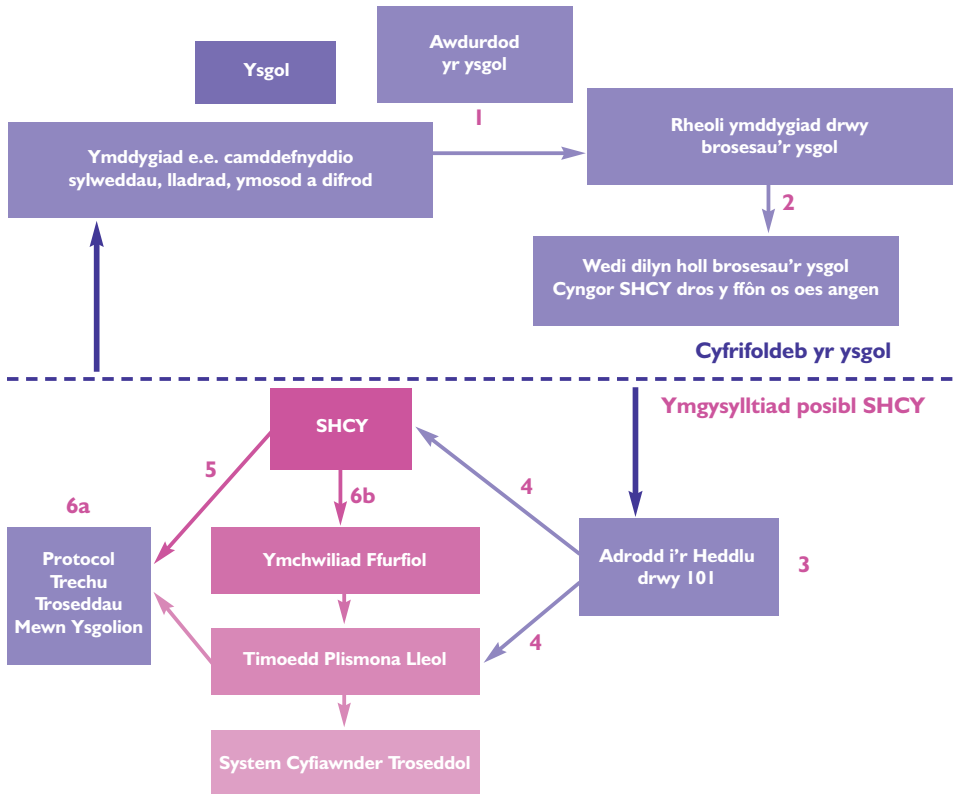 Ysgol
Awdurdod
yr ysgol
1
Ymddygiad e.e. camddefnyddio
sylweddau, lladrad, ymosod a difrod
Rheoli ymddygiad drwy
brosesau'r ysgol
2
Wedi dilyn holl brosesau'r ysgol
Cyngor SHCY dros y ffôn os oes angen
Cyfrifoldeb yr ysgol
Ymgysylltiad posibl SHCY
SHCY
5
4
6b
6a
Protocol
Trechu
Troseddau
Mewn Ysgolion
Ymchwiliad Ffurfiol
Adrodd i'r Heddlu
drwy 101
3
4
Timoedd Plismona Lleol
System Cyfiawnder Troseddol